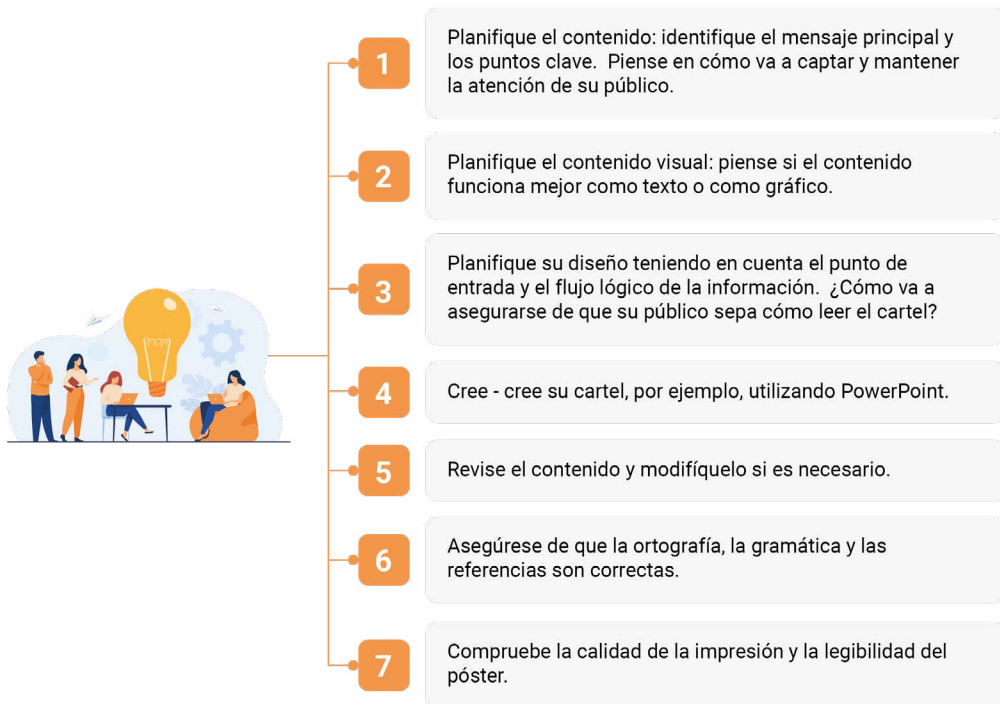 1
Planifique el contenido: identifique el mensaje principal y
los puntos clave.  Piense en cómo va a captar y mantener
la atención de su público.
2
Planifique el contenido visual: piense si el contenido
funciona mejor como texto o como gráfico.
3
Planifique su diseño teniendo en cuenta el punto de
entrada y el flujo lógico de la información.  ¿Cómo va a
asegurarse de que su público sepa cómo leer el cartel?
4
Cree - cree su cartel, por ejemplo, utilizando PowerPoint.
5
Revise el contenido y modifíquelo si es necesario.
6
Asegúrese de que la ortografía, la gramática y las
referencias son correctas.
7
Compruebe la calidad de la impresión y la legibilidad del
póster.